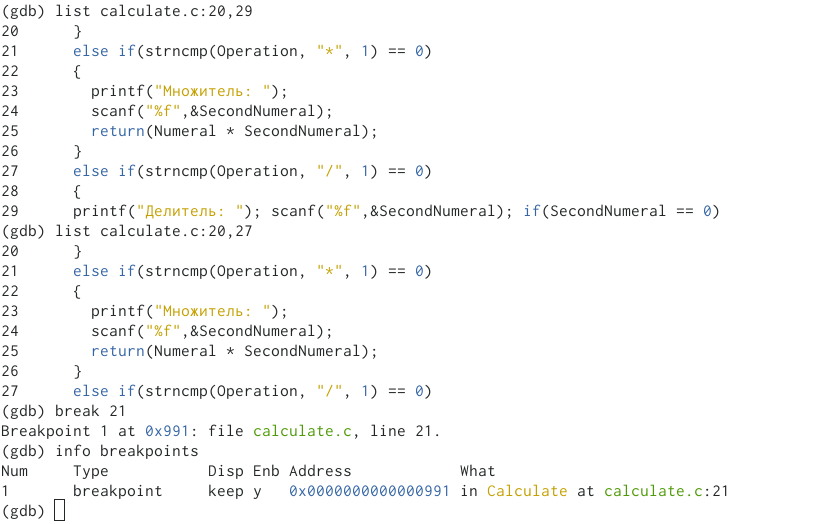 (gdb) list calculate.c:20,29
20      }
21      else if(strncmp(Operation, "*", 1) == 0)
22      {
23        printf("Множитель: ");
24        scanf("%f",&SecondNumeral);
25        return(Numeral * SecondNumeral);
26      }
27      else if(strncmp(Operation, "/", 1) == 0)
28      {
29      printf("Делитель: "); scanf("%f",&SecondNumeral); if(SecondNumeral == 0)
(gdb) list calculate.c:20,27
20      }
21      else if(strncmp(Operation, "*", 1) == 0)
22      {
23        printf("Множитель: ");
24        scanf("%f",&SecondNumeral);
25        return(Numeral * SecondNumeral);
26      }
27      else if(strncmp(Operation, "/", 1) == 0)
(gdb) break 21
Breakpoint 1 at 0x991: file calculate.c, line 21.
(gdb) info breakpoints
Num     Type           Disp Enb Address            What
1       breakpoint     keep y   0x0000000000000991 in Calculate at calculate.c:21
(gdb)